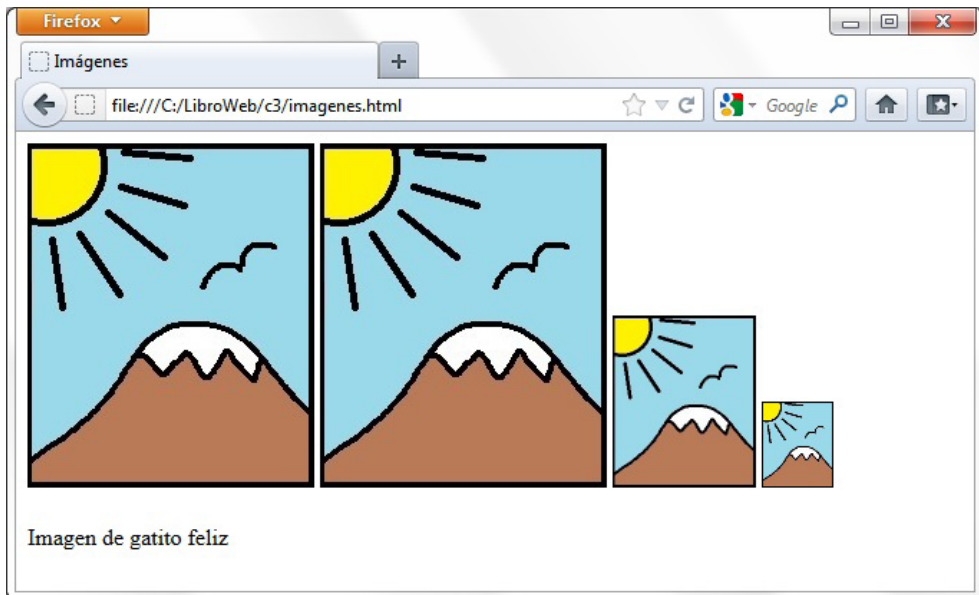 Firefox
Imágenes
file:///C:/LibroWeb/c3/imagenes.html
Google
Imagen de gatito feliz